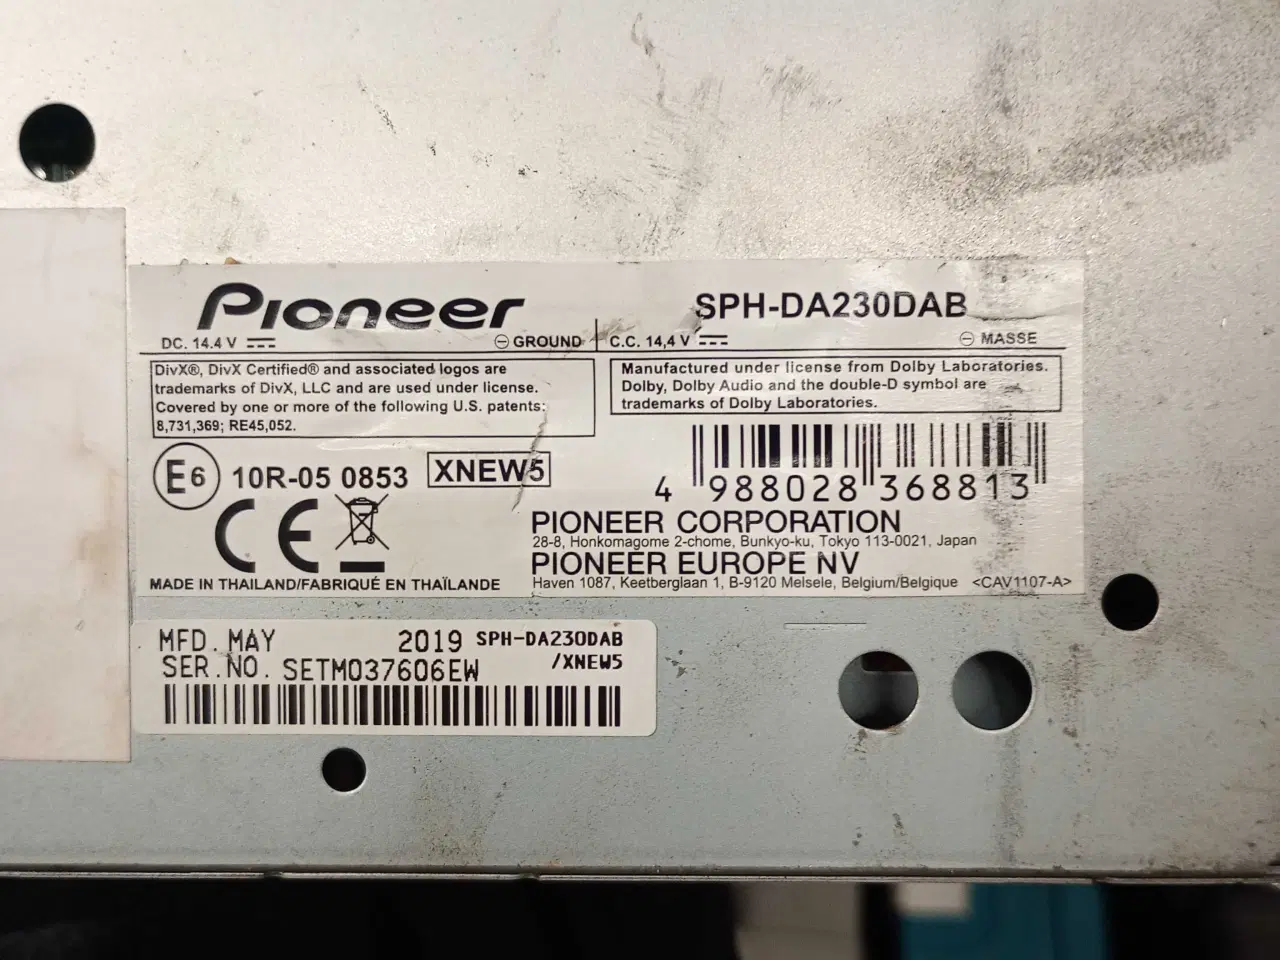 Pioneer
SPH-DA230DAB
DC. 14.4 V ⎓ ⊖ GROUND
C.C. 14,4 V ⎓ ⊖ MASSE
DivX®, DivX Certified® and associated logos are
trademarks of DivX, LLC and are used under license.
Covered by one or more of the following U.S. patents:
8,731,369; RE45,052.
Manufactured under license from Dolby Laboratories.
Dolby, Dolby Audio and the double-D symbol are
trademarks of Dolby Laboratories.
E6 10R-05 0853 XNEW5
4 988028 368813
CE
PIONEER CORPORATION
28-8, Honkomagome 2-chome, Bunkyo-ku, Tokyo 113-0021, Japan
PIONEER EUROPE NV
Haven 1087, Keetberglaan 1, B-9120 Melsele, Belgium/Belgique <CAV1107-A>
MADE IN THAILAND/FABRIQUÉ EN THAÏLANDE
MFD. MAY 2019 SPH-DA230DAB
/XNEW5
SER.NO. SETM037606EW